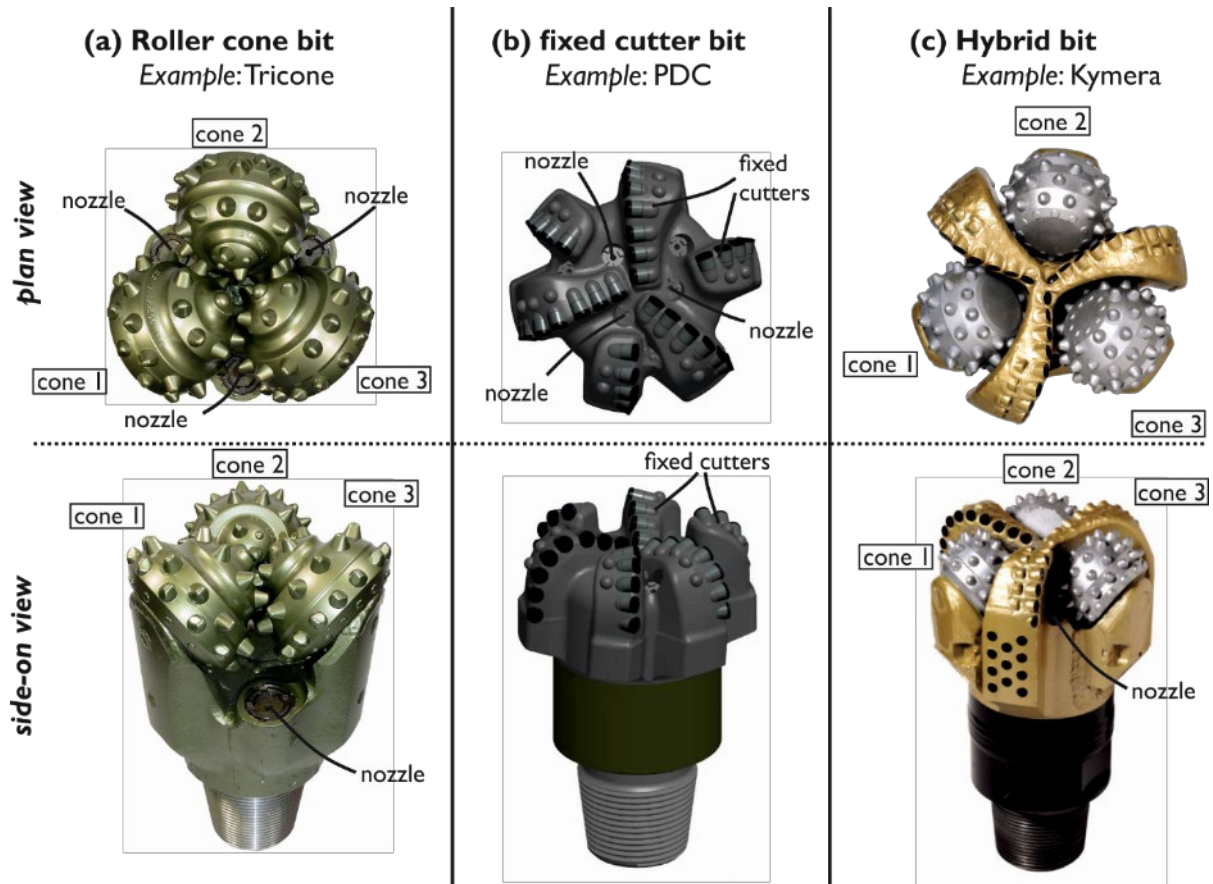 (a) Roller cone bit
Example: Tricone
(b) fixed cutter bit
Example: PDC
(c) Hybrid bit
Example: Kymera
plan view
cone 2
nozzle
nozzle
cone 1
cone 3
nozzle
nozzle
fixed
cutters
nozzle
nozzle
cone 2
cone 1
cone 3
side-on view
cone 2
cone 3
cone 1
nozzle
fixed cutters
cone 2
cone 3
cone 1
nozzle